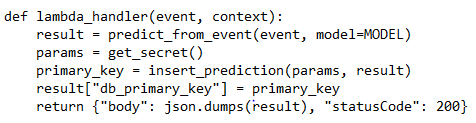 def lambda_handler(event, context):
    result = predict_from_event(event, model=MODEL)
    params = get_secret()
    primary_key = insert_prediction(params, result)
    result["db_primary_key"] = primary_key
    return {"body": json.dumps(result), "statusCode": 200}